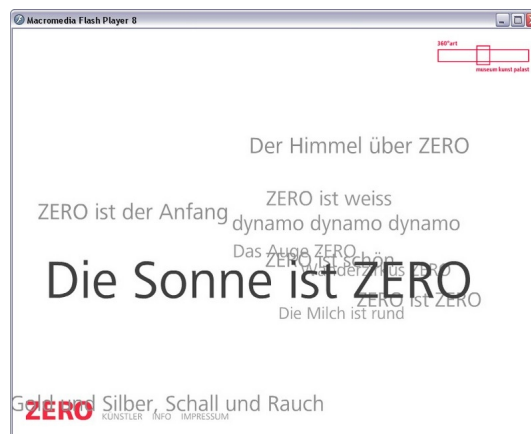 Macromedia Flash Player 8
360°art
museum kunst palast
Der Himmel über ZERO
ZERO ist weiss
ZERO ist der Anfang
dynamo dynamo dynamo
Das Auge ZERO
ZERO ist schön
Wanderzirkus ZERO
Die Sonne ist ZERO
ZERO ist ZERO
Die Milch ist rund
Gold und Silber, Schall und Rauch
ZERO KÜNSTLER INFO IMPRESSUM